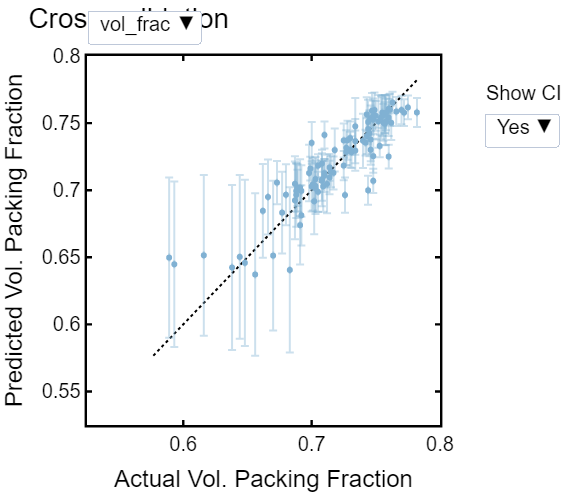 Cros
vol_frac ▼
on
Show CI
Yes ▼
Predicted Vol. Packing Fraction
0.8
0.75
0.7
0.65
0.6
0.55
0.6 0.7 0.8
Actual Vol. Packing Fraction